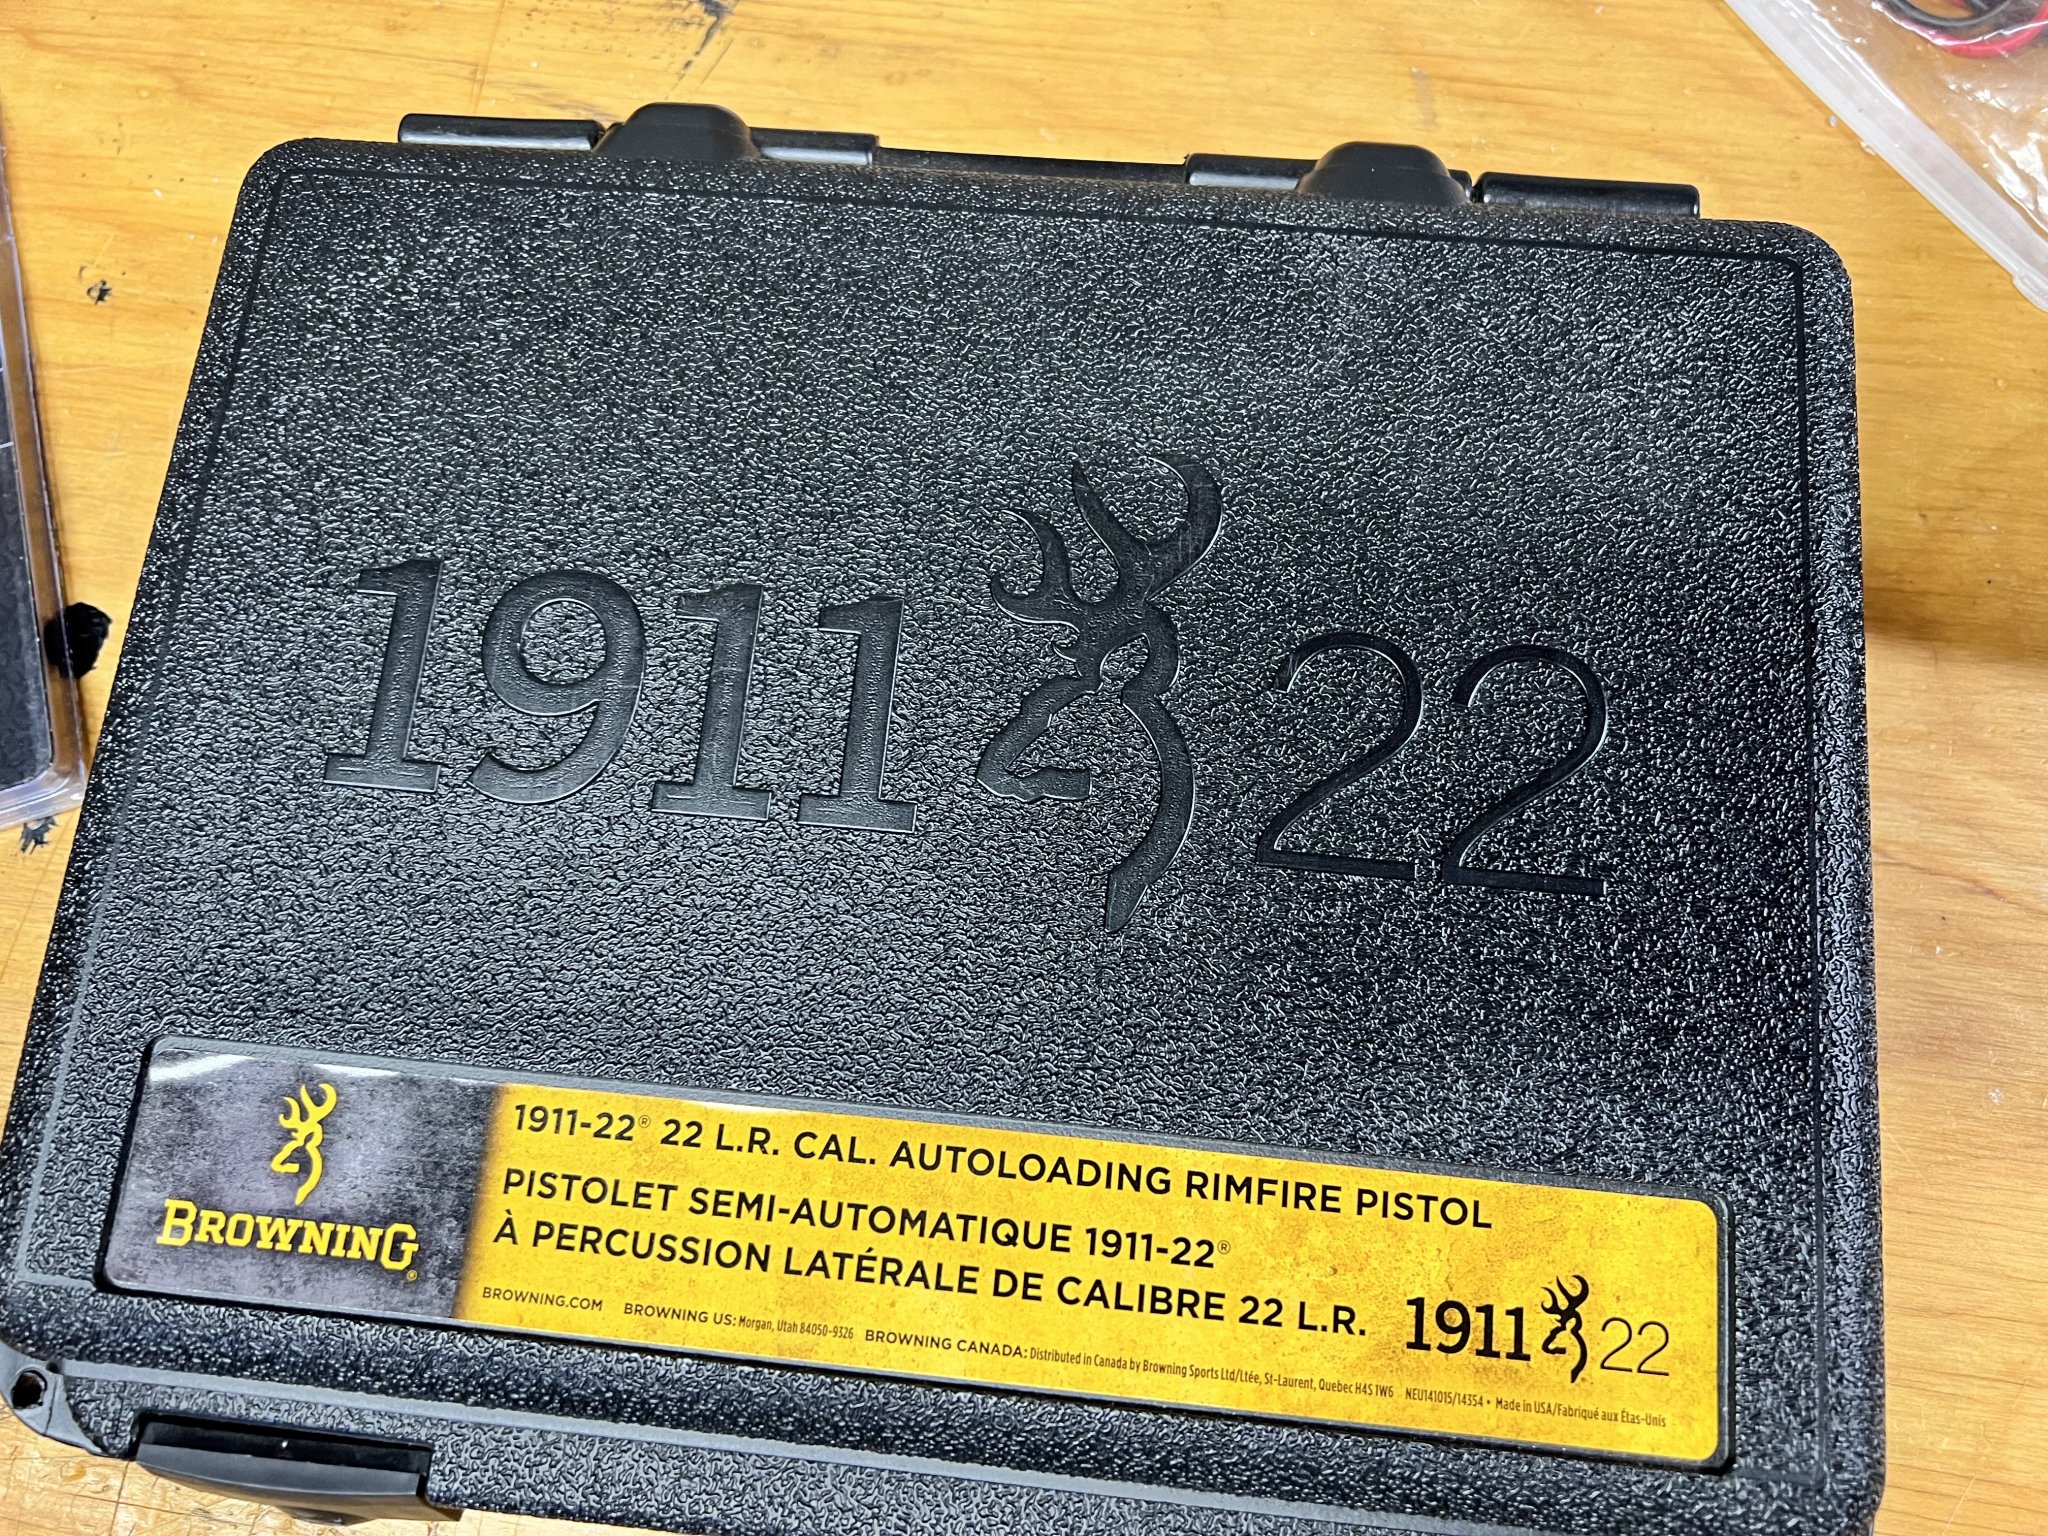 1911 22
BROWNING®
1911-22® 22 L.R. CAL. AUTOLOADING RIMFIRE PISTOL
PISTOLET SEMI-AUTOMATIQUE 1911-22®
À PERCUSSION LATÉRALE DE CALIBRE 22 L.R.
BROWNING.COM BROWNING US: Morgan, Utah 84050-9326 BROWNING CANADA: Distributed in Canada by Browning Sports Ltd/Ltée, St-Laurent, Quebec H4S 1W6 NEU141015/14354 • Made in USA/Fabriqué aux Étas-Unis
1911 22